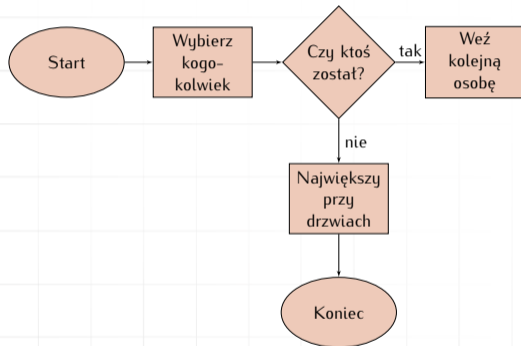 Start
Wybierz
kogo-
kolwiek
Czy ktoś
został?
tak
Weź
kolejną
osobę
nie
Największy
przy
drzwiach
Koniec